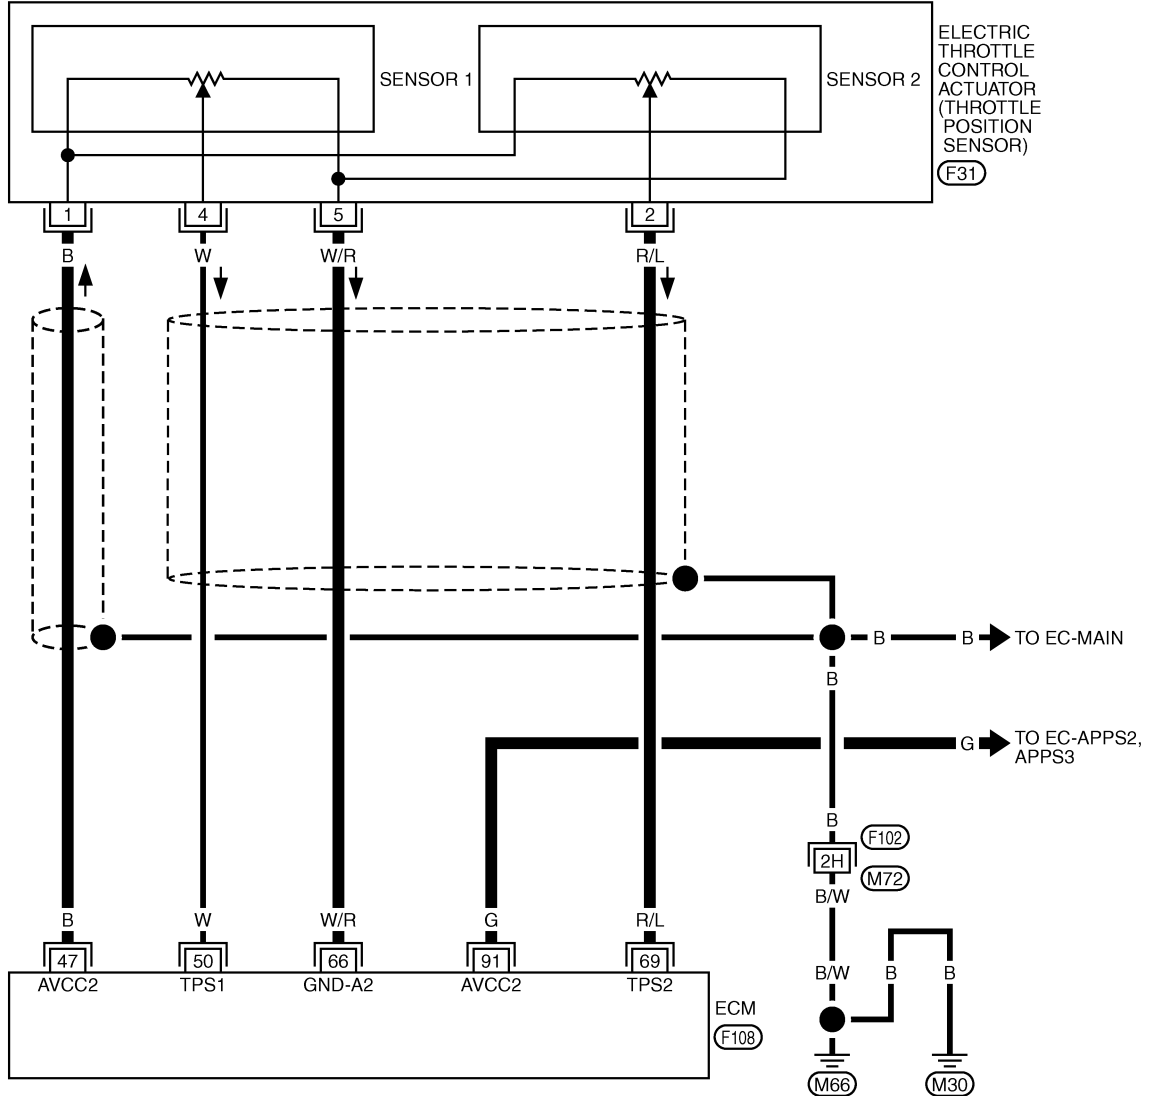 ELECTRIC
THROTTLE
CONTROL
ACTUATOR
(THROTTLE
POSITION
SENSOR)
F31
SENSOR 1
SENSOR 2
1
4
5
2
B
W
W/R
R/L
B
B
TO EC-MAIN
B
G
TO EC-APPS2,
APPS3
B
F102
2H
M72
B/W
B
W
W/R
G
R/L
47
50
66
91
69
AVCC2
TPS1
GND-A2
AVCC2
TPS2
B/W
B
B
ECM
F108
M66
M30